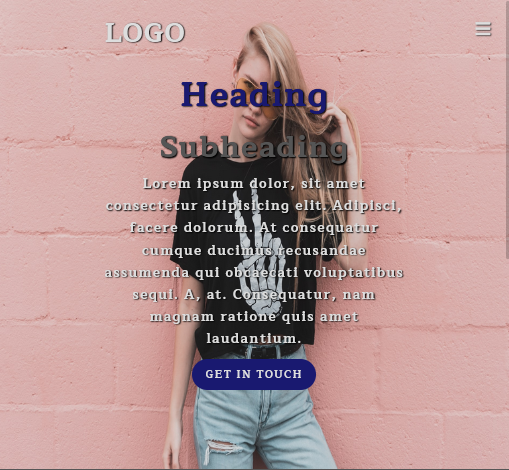 LOGO
Heading
Subheading
Lorem ipsum dolor, sit amet
consectetur adipisicing elit. Adipisci,
facere dolorum. At consequatur
cumque ducimus recusandae
assumenda qui obcaecati voluptatibus
sequi. A, at. Consequatur, nam
magnam ratione quis amet
laudantium.
GET IN TOUCH